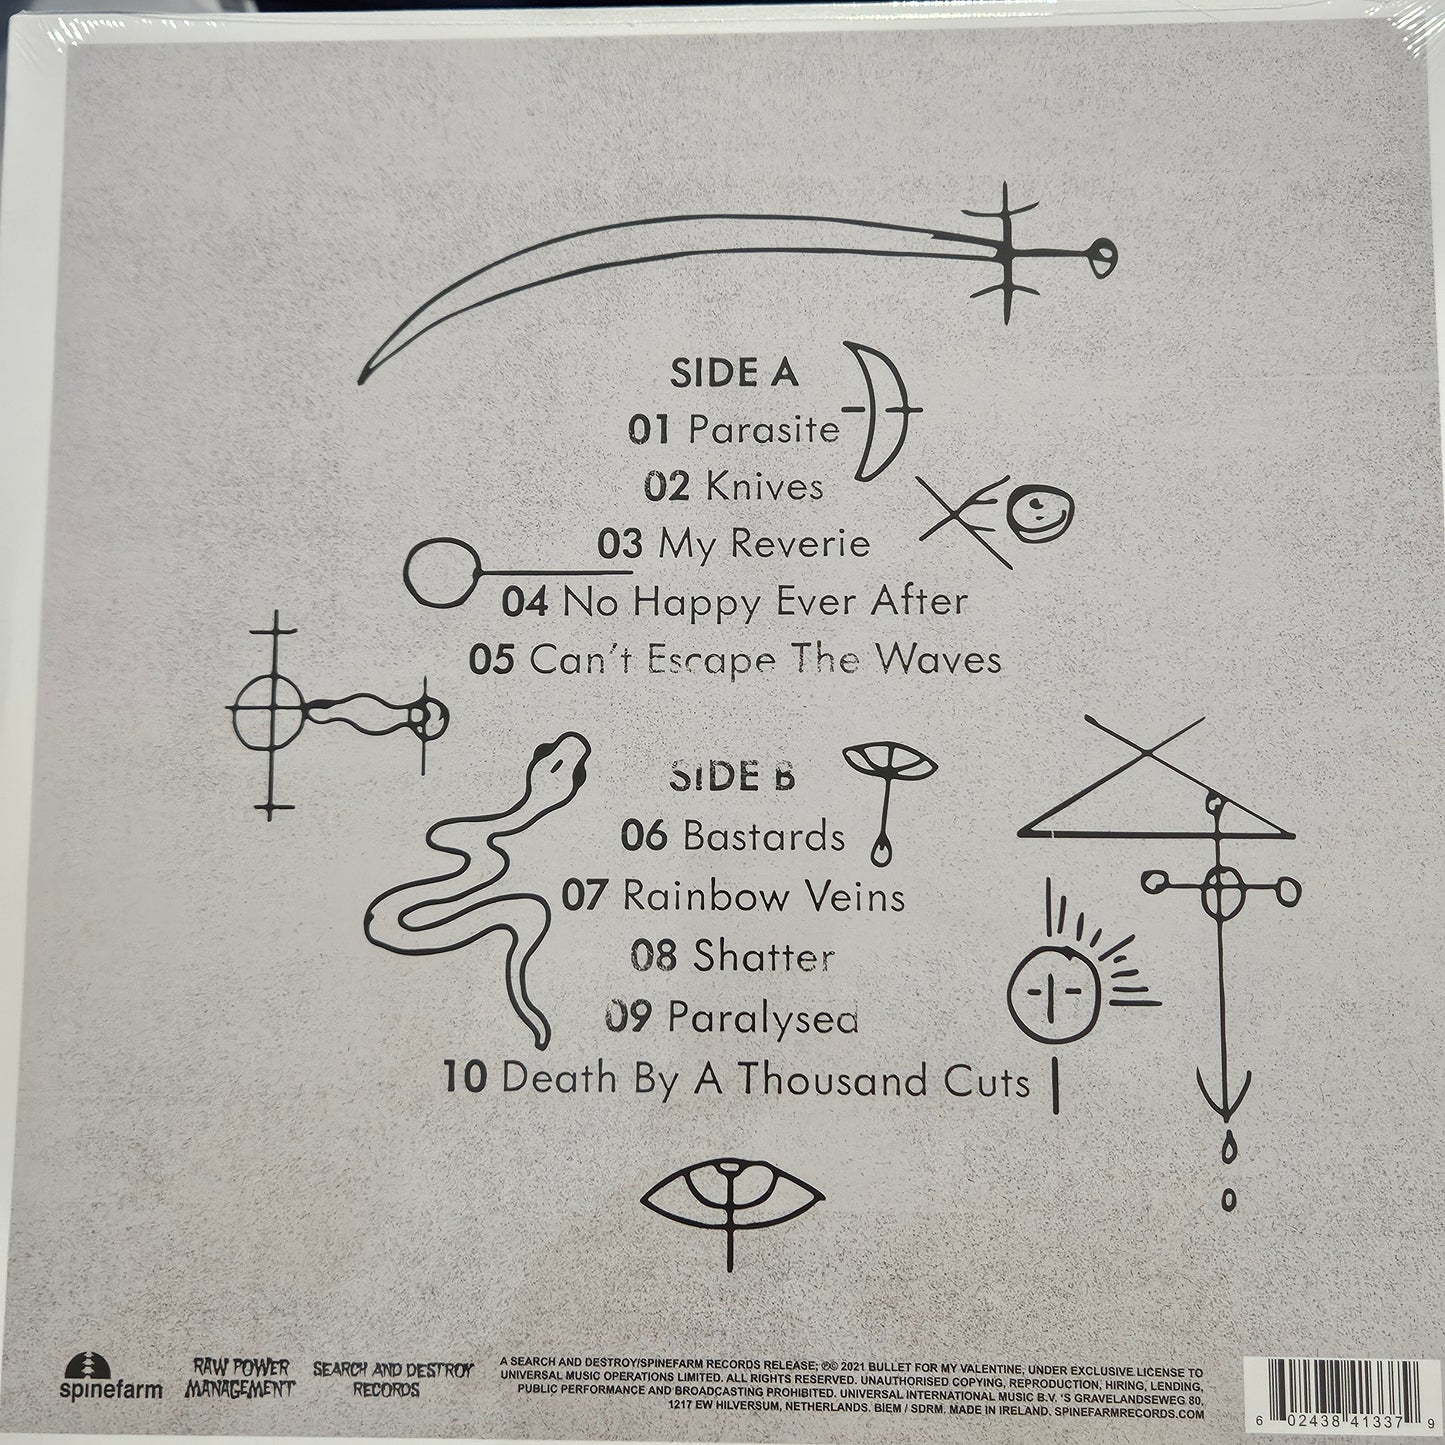 SIDE A
01 Parasite
02 Knives
03 My Reverie
04 No Happy Ever After
05 Can't Escape The Waves
SIDE B
06 Bastards
07 Rainbow Veins
08 Shatter
09 Paralysed
10 Death By A Thousand Cuts
spinefarm
RAW POWER
MANAGEMENT
SEARCH AND DESTROY
RECORDS
A SEARCH AND DESTROY/SPINEFARM RECORDS RELEASE; ℗© 2021 BULLET FOR MY VALENTINE, UNDER EXCLUSIVE LICENSE TO
UNIVERSAL MUSIC OPERATIONS LIMITED. ALL RIGHTS RESERVED. UNAUTHORISED COPYING, REPRODUCTION, HIRING, LENDING,
PUBLIC PERFORMANCE AND BROADCASTING PROHIBITED. UNIVERSAL INTERNATIONAL MUSIC B.V. 'S GRAVELANDSEWEG 80,
1217 EW HILVERSUM, NETHERLANDS. BIEM / SDRM. MADE IN IRELAND. SPINEFARMRECORDS.COM
6 02438 41337 9